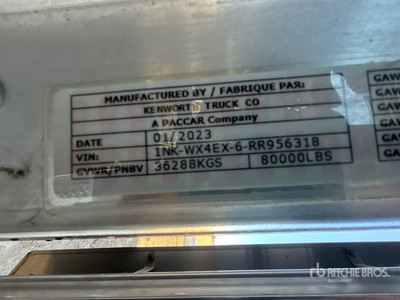 MANUFACTURED BY / FABRIQUE PAR:
KENWORTH TRUCK CO
A PACCAR Company
DATE 01/2023
VIN: 1NK-WX4EX-6-RR956318
GVWR/PNBV 36288KGS 80000LBS
GAW
GAW
GAW
GAW
GAW
rb RITCHIE BROS.